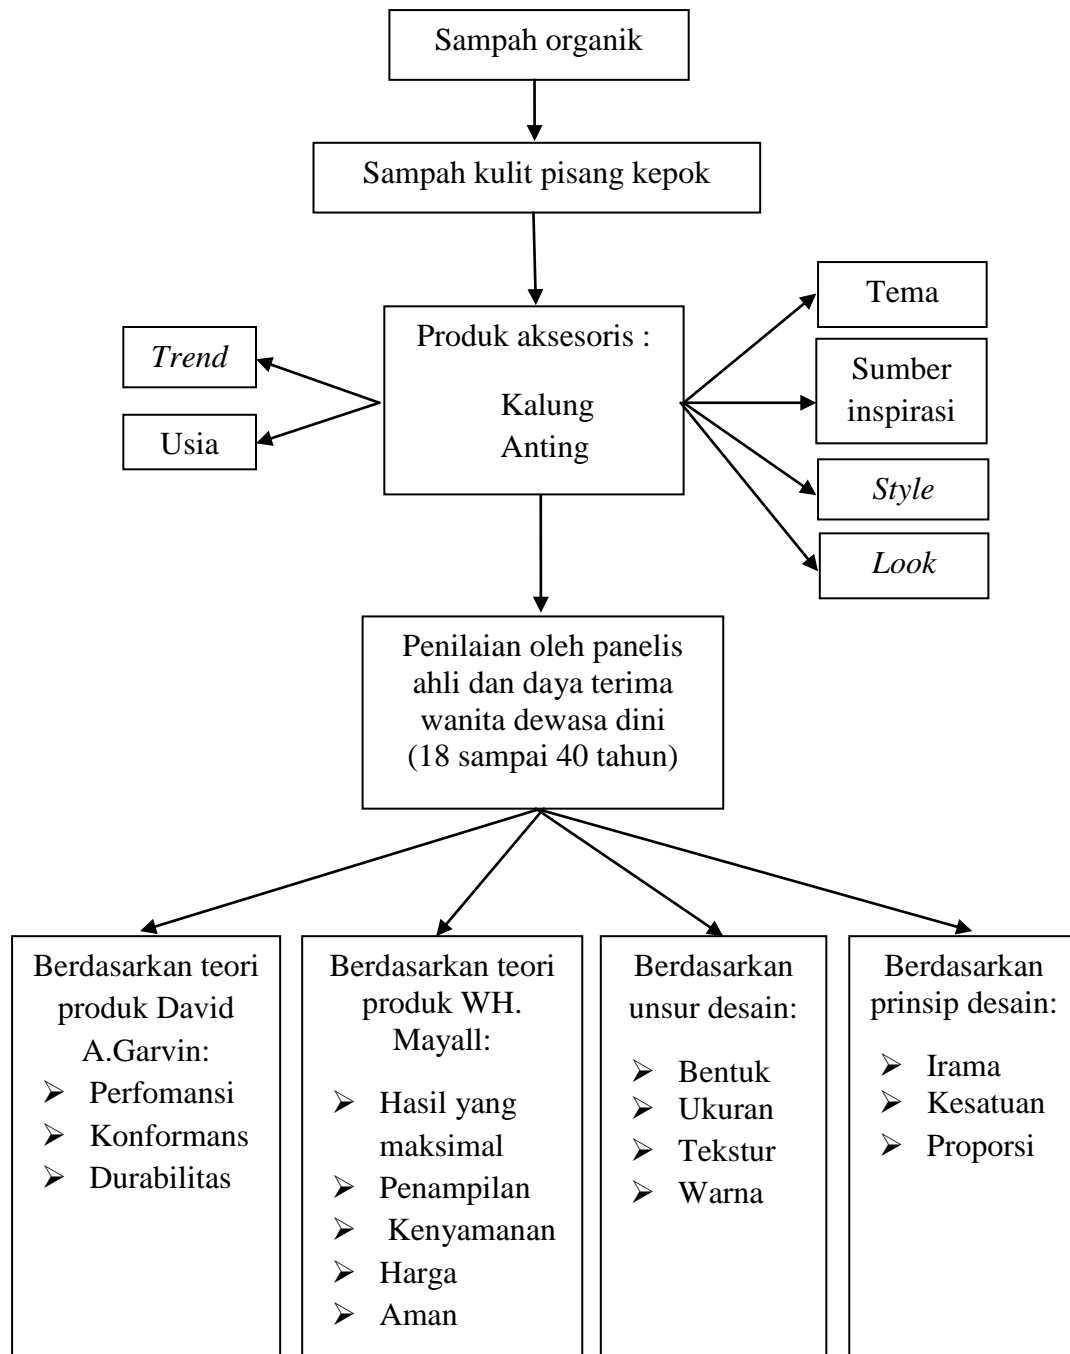 Sampah organik
Sampah kulit pisang kepok
Produk aksesoris :
Kalung
Anting
Trend
Usia
Tema
Sumber
inspirasi
Style
Look
Penilaian oleh panelis
ahli dan daya terima
wanita dewasa dini
(18 sampai 40 tahun)
Berdasarkan teori
produk David
A.Garvin:
➢ Perfomansi
➢ Konformans
➢ Durabilitas
Berdasarkan teori
produk WH.
Mayall:
➢ Hasil yang
maksimal
➢ Penampilan
➢ Kenyamanan
➢ Harga
➢ Aman
Berdasarkan
unsur desain:
➢ Bentuk
➢ Ukuran
➢ Tekstur
➢ Warna
Berdasarkan
prinsip desain:
➢ Irama
➢ Kesatuan
➢ Proporsi